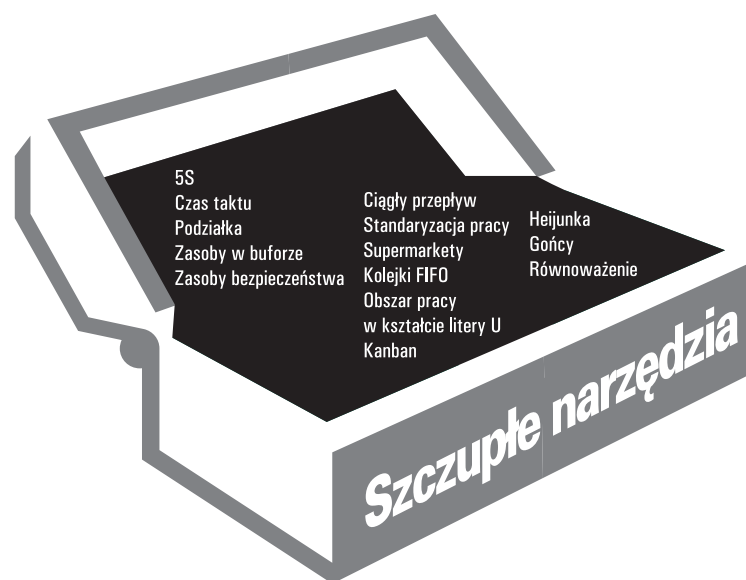 5S
Czas taktu
Podziałka
Zasoby w buforze
Zasoby bezpieczeństwa
Ciągły przepływ
Standaryzacja pracy
Supermarkety
Kolejki FIFO
Obszar pracy
w kształcie litery U
Kanban
Heijunka
Gońcy
Równoważenie
Szczupłe narzędzia